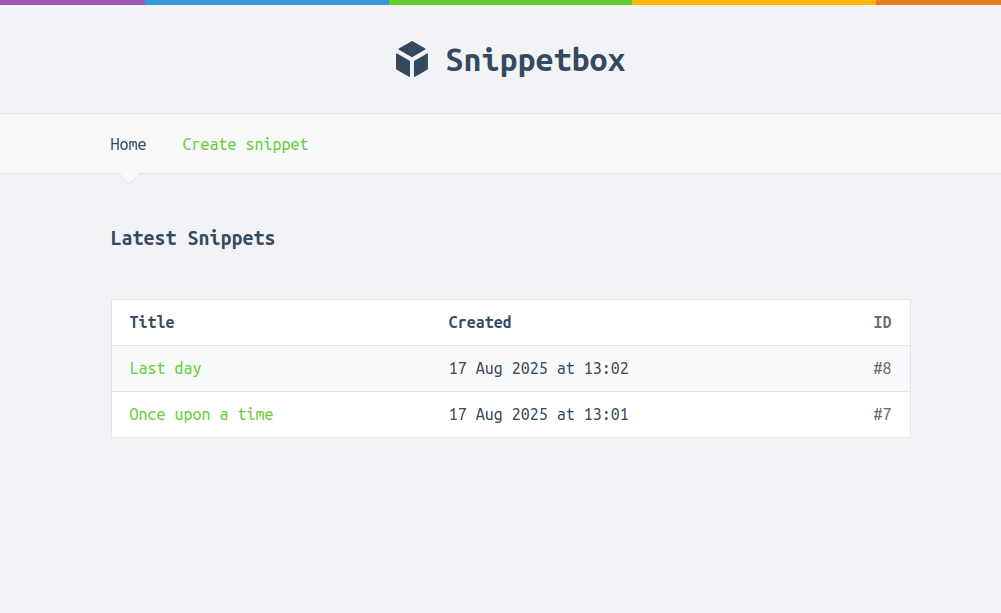 Snippetbox
Home Create snippet
Latest Snippets
Title Created ID
Last day 17 Aug 2025 at 13:02 #8
Once upon a time 17 Aug 2025 at 13:01 #7